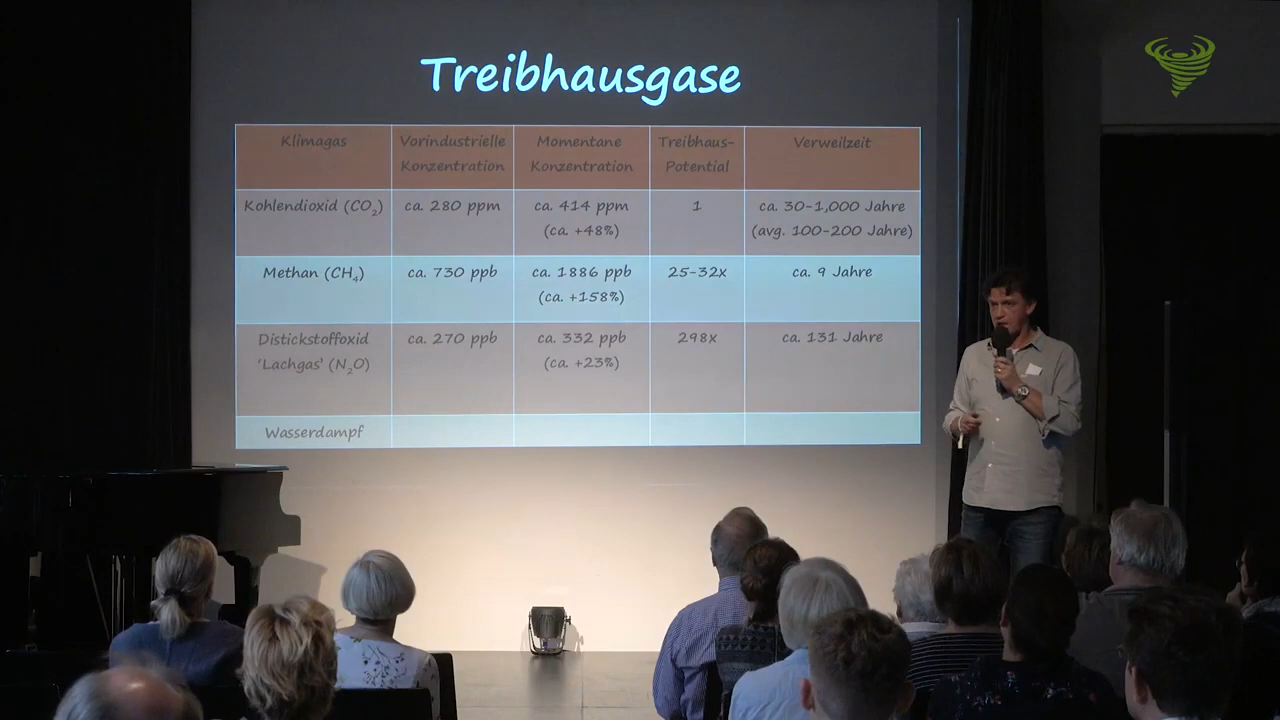 Treibhausgase
Klimagas
Vorindustrielle
Konzentration
Momentane
Konzentration
Treibhaus-
Potential
Verweilzeit
Kohlendioxid (CO₂)
ca. 280 ppm
ca. 414 ppm
(ca. +48%)
1
ca. 30-1,000 Jahre
(avg. 100-200 Jahre)
Methan (CH₄)
ca. 730 ppb
ca. 1886 ppb
(ca. +158%)
25-32x
ca. 9 Jahre
Distickstoffoxid
'Lachgas' (N₂O)
ca. 270 ppb
ca. 332 ppb
(ca. +23%)
298x
ca. 131 Jahre
Wasserdampf